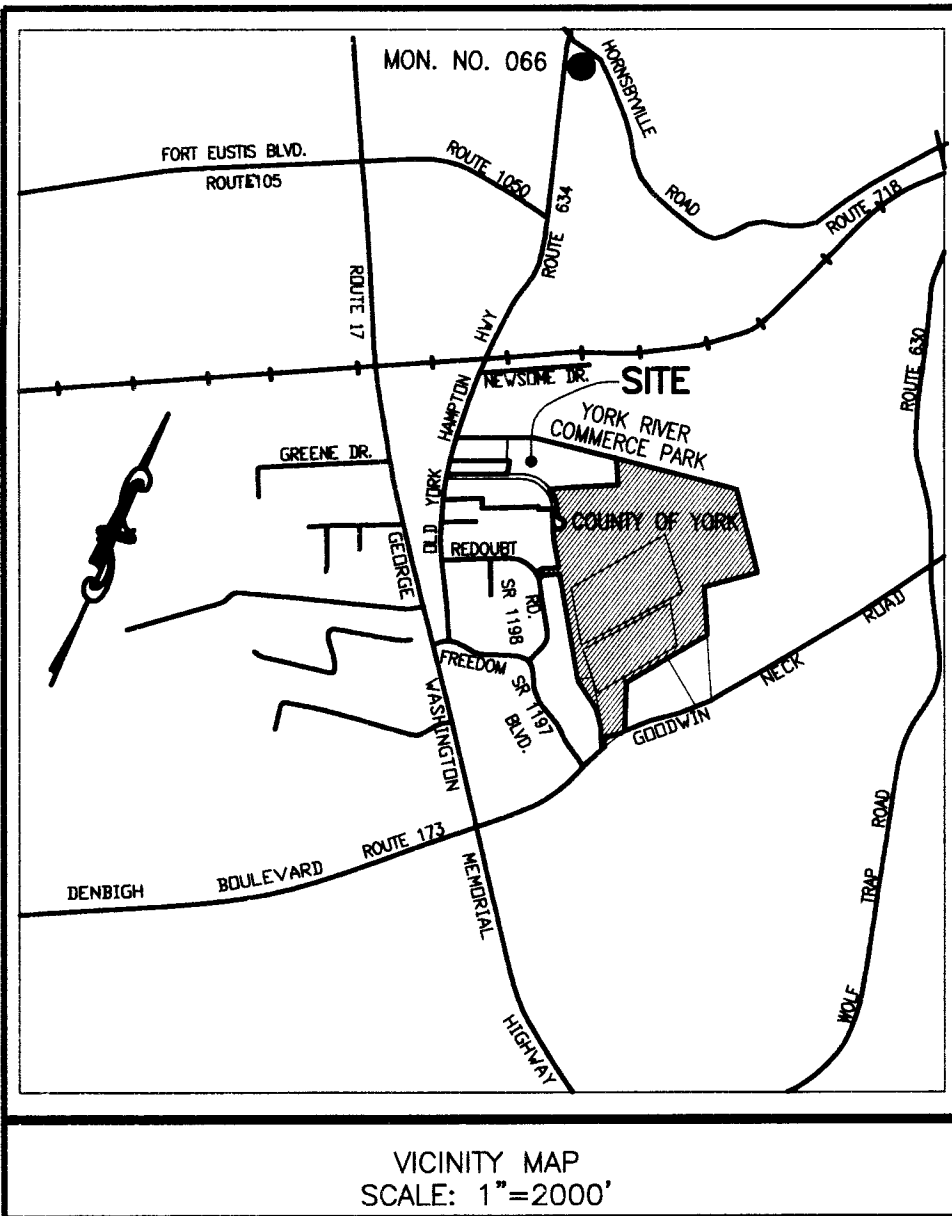 MON. NO. 066
HORNSBYVILLE
ROAD
FORT EUSTIS BLVD.
ROUTE105
ROUTE 1050
ROUTE 634
ROUTE 718
ROUTE 17
HWY
HAMPTON
OLD YORK
NEWSOME DR.
SITE
YORK RIVER
COMMERCE PARK
ROUTE 630
GREENE DR.
COUNTY OF YORK
REDOUBT
RD.
SR 1198
GEORGE
WASHINGTON
MEMORIAL
HIGHWAY
FREEDOM
SR 1197
BLVD.
GOODWIN
NECK
ROAD
DENBIGH
BOULEVARD
ROUTE 173
WOLF
TRAP
ROAD
VICINITY MAP
SCALE: 1"=2000'